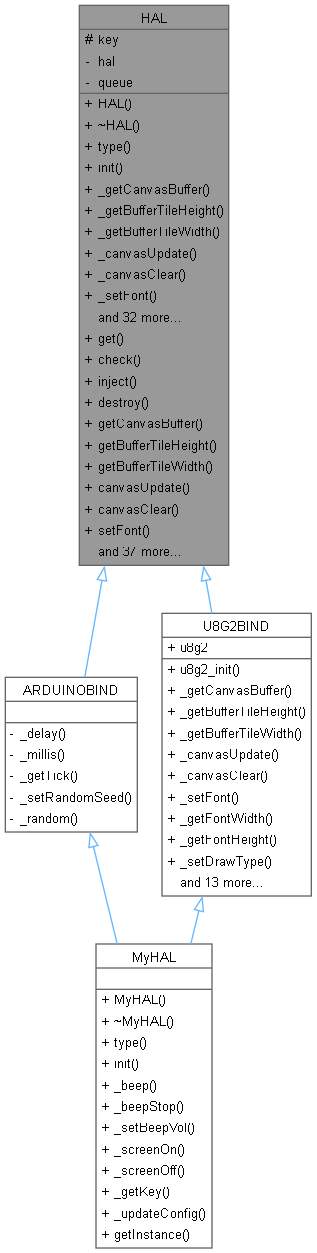 HAL
# key
- hal
- queue
+ HAL()
+ ~HAL()
+ type()
+ init()
+ _getCanvasBuffer()
+ _getBufferTileHeight()
+ _getBufferTileWidth()
+ _canvasUpdate()
+ _canvasClear()
+ _setFont()
and 32 more...
+ get()
+ check()
+ inject()
+ destroy()
+ getCanvasBuffer()
+ getBufferTileHeight()
+ getBufferTileWidth()
+ canvasUpdate()
+ canvasClear()
+ setFont()
and 37 more...
U8G2BIND
+ u8g2
+ u8g2_init()
+ _getCanvasBuffer()
+ _getBufferTileHeight()
+ _getBufferTileWidth()
+ _canvasUpdate()
+ _canvasClear()
+ _setFont()
+ _getFontWidth()
+ _getFontHeight()
+ _setDrawType()
and 13 more...
ARDUINOBIND
- _delay()
- _millis()
- _getTick()
- _setRandomSeed()
- _random()
MyHAL
+ MyHAL()
+ ~MyHAL()
+ type()
+ init()
+ _beep()
+ _beepStop()
+ _setBeepVol()
+ _screenOn()
+ _screenOff()
+ _getKey()
+ _updateConfig()
+ getInstance()